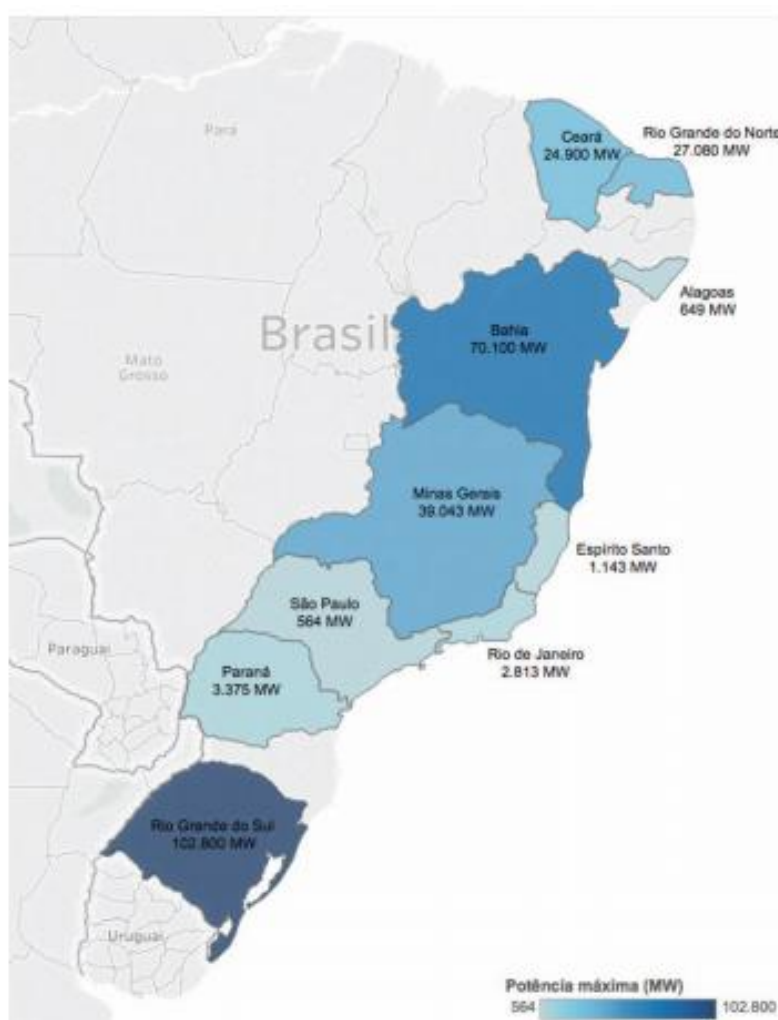 Pará
Ceará
24.900 MW
Rio Grande do Norte
27.080 MW
Alagoas
649 MW
Brasil
Bahia
70.100 MW
Mato
Grosso
Minas Gerais
39.043 MW
Espírito Santo
1.143 MW
São Paulo
564 MW
Rio de Janeiro
2.813 MW
Paraguai
Paraná
3.375 MW
Rio Grande do Sul
102.800 MW
Uruguai
Potência máxima (MW)
564
102.800